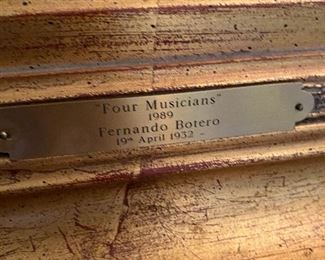 "Four Musicians"
1989
Fernando Botero
19th April 1932 -